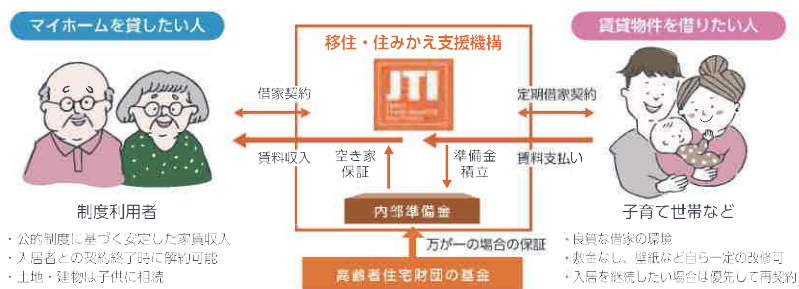 マイホームを貸したい人
移住・住みかえ支援機構
賃貸物件を借りたい人
JTI
借家契約
定期借家契約
賃料収入
空き家
保証
準備金
積立
賃料支払い
内部準備金
制度利用者
・公的制度に基づく安定した家賃収入
・入居者との契約終了時に解約可能
・土地・建物は子供に相続
万が一の場合の保証
高齢者住宅財団の基金
子育て世帯など
・良質な借家の環境
・敷金なし、壁紙など自ら一定の改修可
・入居を継続したい場合は優先して再契約